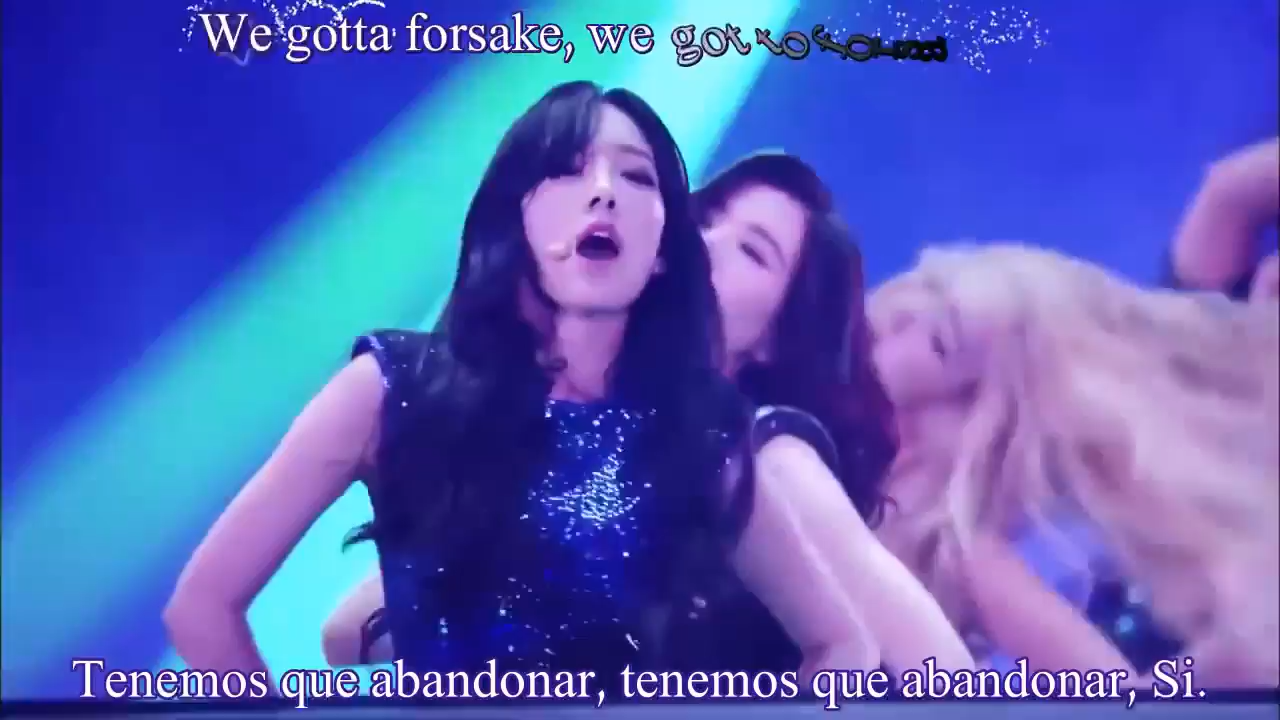 We gotta forsake, we got to
Tenemos que abandonar, tenemos que abandonar, Si.